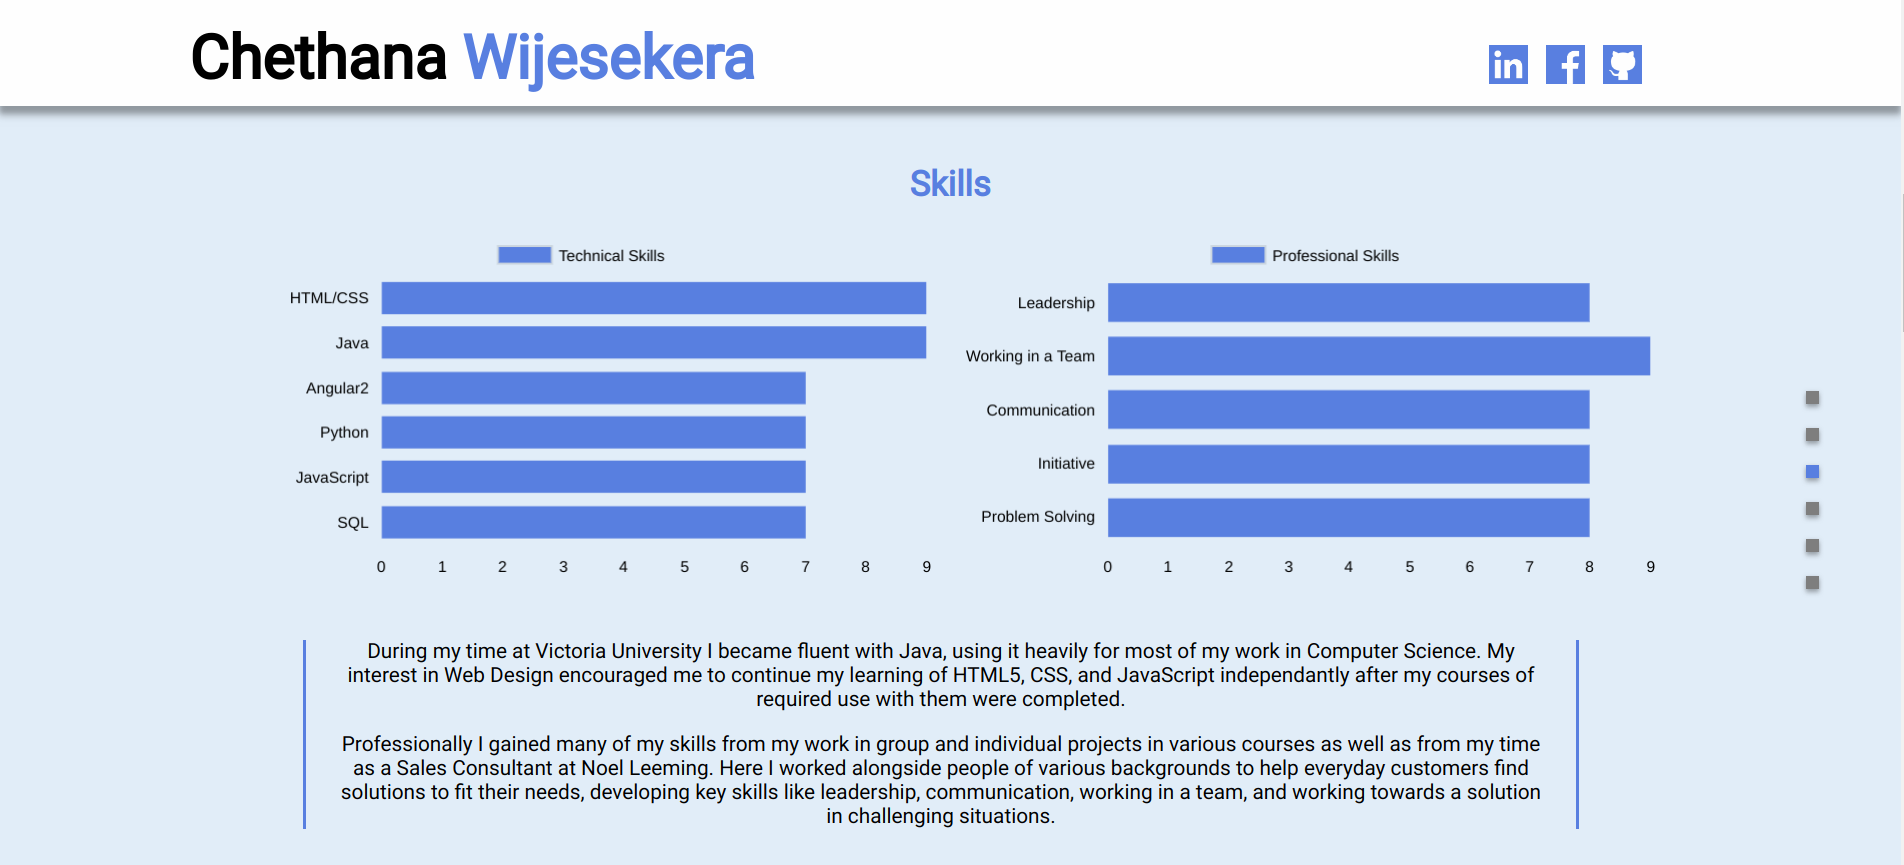 Chethana Wijesekera
in f
Skills
Technical Skills
HTML/CSS
Java
Angular2
Python
JavaScript
SQL
0 1 2 3 4 5 6 7 8 9
Professional Skills
Leadership
Working in a Team
Communication
Initiative
Problem Solving
0 1 2 3 4 5 6 7 8 9
During my time at Victoria University I became fluent with Java, using it heavily for most of my work in Computer Science. My
interest in Web Design encouraged me to continue my learning of HTML5, CSS, and JavaScript independantly after my courses of
required use with them were completed.
Professionally I gained many of my skills from my work in group and individual projects in various courses as well as from my time
as a Sales Consultant at Noel Leeming. Here I worked alongside people of various backgrounds to help everyday customers find
solutions to fit their needs, developing key skills like leadership, communication, working in a team, and working towards a solution
in challenging situations.